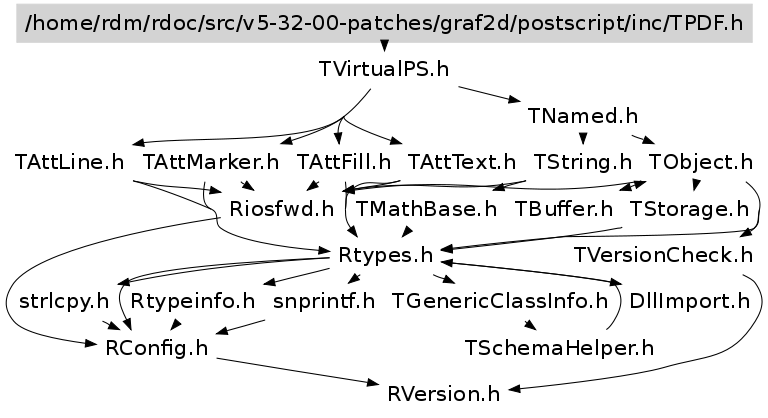 /home/rdm/rdoc/src/v5-32-00-patches/graf2d/postscript/inc/TPDF.h
TVirtualPS.h
TNamed.h
TAttLine.h TAttMarker.h TAttFill.h TAttText.h TString.h TObject.h
Riosfwd.h TMathBase.h TBuffer.h TStorage.h
Rtypes.h TVersionCheck.h
strlcpy.h Rtypeinfo.h snprintf.h TGenericClassInfo.h DllImport.h
RConfig.h TSchemaHelper.h
RVersion.h